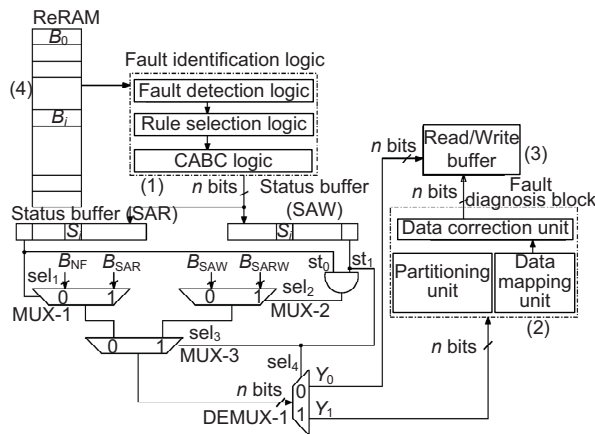 ReRAM
B0
(4)
Bi
Fault identification logic
Fault detection logic
Rule selection logic
CABC logic
(1)
n bits
Status buffer (SAR)
Si
Status buffer
(SAW)
Si
st0
st1
sel1
BNF
BSAR
0
1
MUX-1
BSAW
BSARW
0
1
sel2
MUX-2
0
1
sel3
MUX-3
sel4
n bits
DEMUX-1
0
1
Y0
Y1
n bits
Read/Write
buffer
(3)
n bits
Fault
diagnosis block
Data correction unit
Partitioning
unit
Data
mapping
unit
(2)
n bits